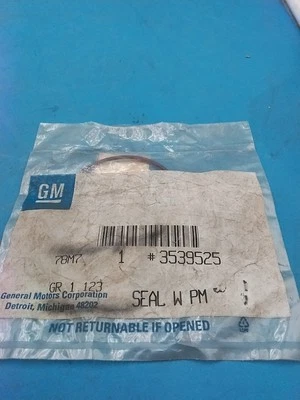 GM
78M7 1 # 3539525
GR 1 123
General Motors Corporation
Detroit, Michigan 48202
SEAL W PM
NOT RETURNABLE IF OPENED